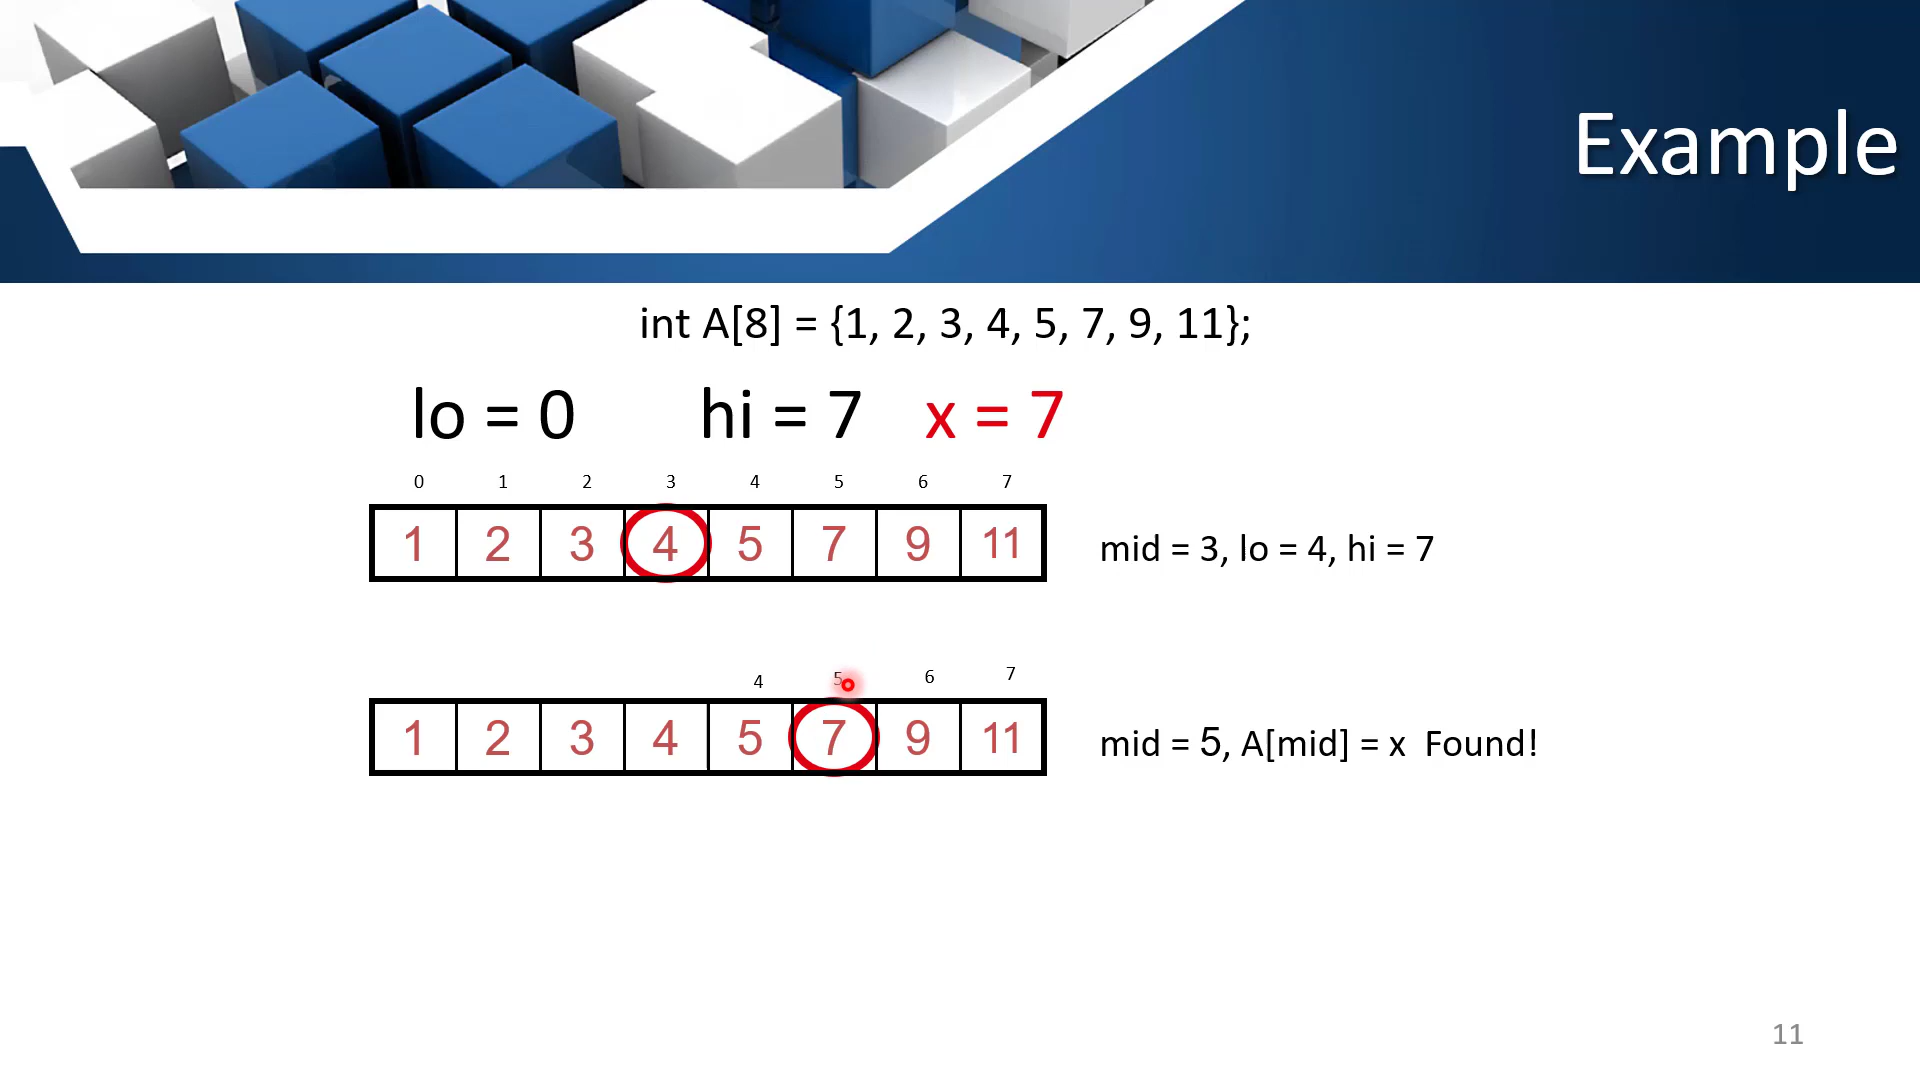 Example
int A[8] = {1, 2, 3, 4, 5, 7, 9, 11};
lo = 0 hi = 7 x = 7
0 1 2 3 4 5 6 7
1 2 3 4 5 7 9 11
mid = 3, lo = 4, hi = 7
4 5 6 7
1 2 3 4 5 7 9 11
mid = 5, A[mid] = x Found!
11